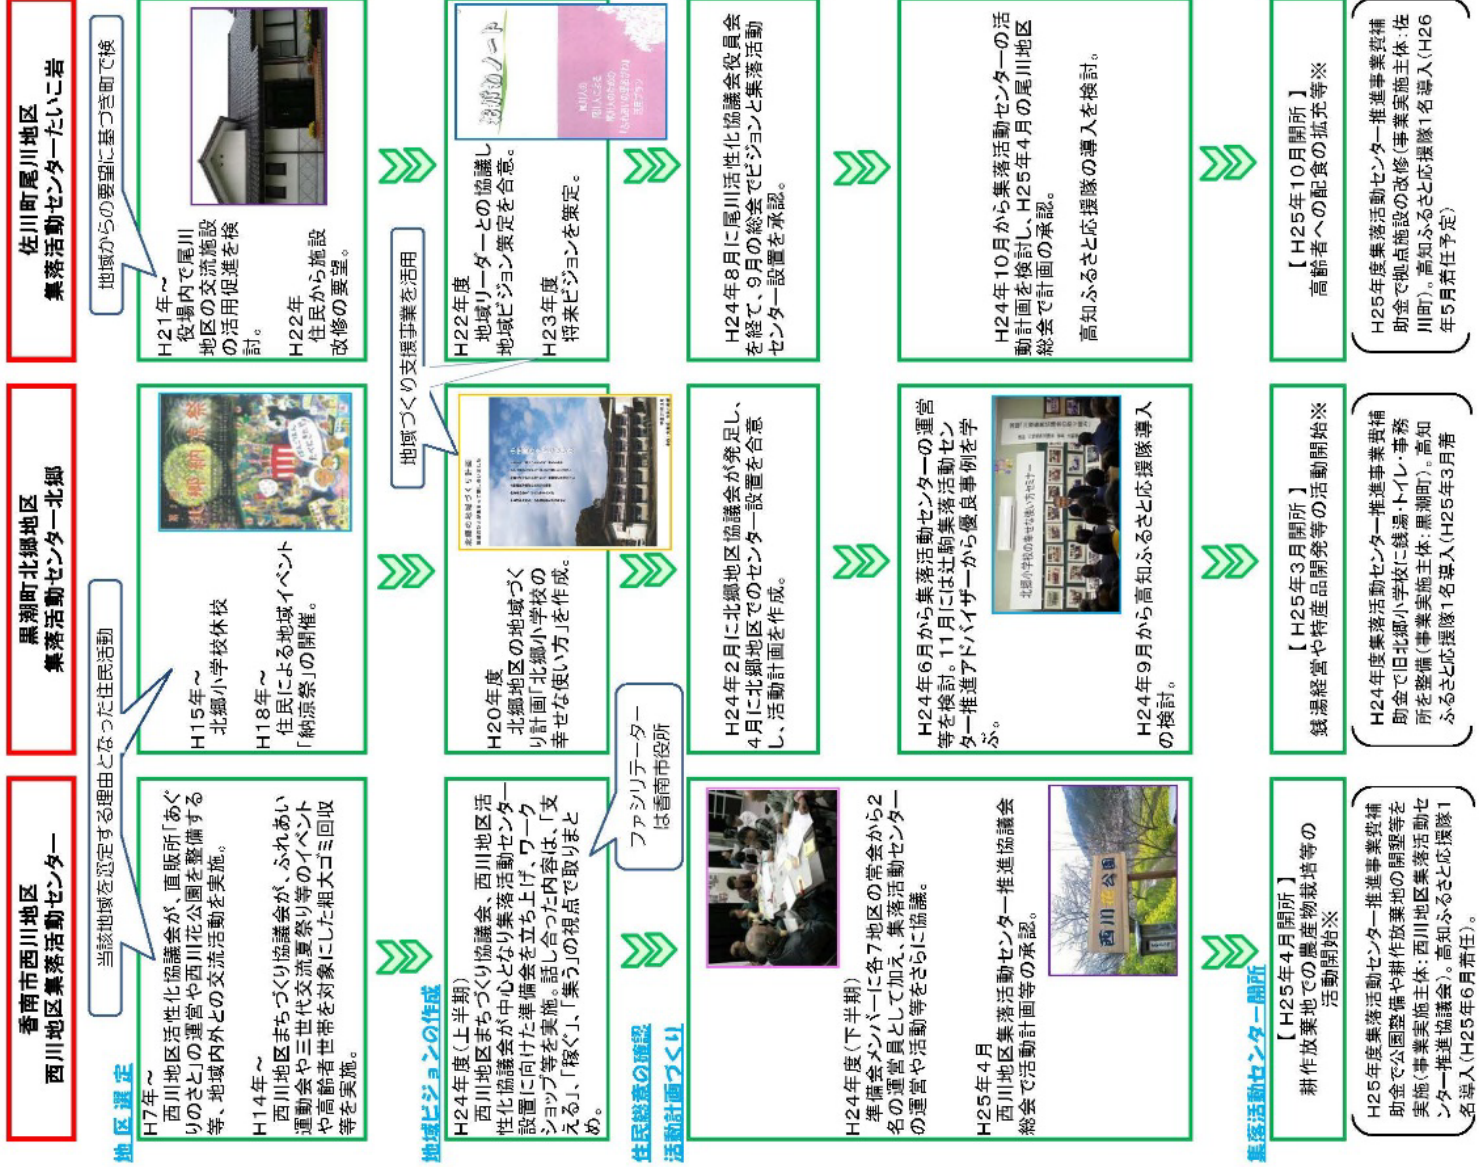 香南市西川地区
西川地区集落活動センター
黒潮町北郷地区
集落活動センター北郷
佐川町尾川地区
集落活動センターたいこ岩
当該地域を選定する理由となった住民活動
地域からの要望に基づき町で検
地 区 選 定
H7年～
西川地区活性化協議会が、直販所「あぐ
りのさと」の運営や西川花公園を整備する
等、地域内外との交流活動を実施。
H14年～
西川地区まちづくり協議会が、ふれあい
運動会や三世代交流夏祭り等のイベント
や高齢者世帯を対象にした粗大ゴミ回収
等を実施。
H15年～
北郷小学校休校
H18年～
住民による地域イベント
「納涼祭」の開催。
H21年～
役場内で尾川
地区の交流施設
の活用促進を検
討。
H22年
住民から施設
改修の要望。
地域づくりの支援事業を活用
地域ビジョンの作成
H24年度(上半期)
西川地区まちづくり協議会、西川地区活
性化協議会が中心となり集落活動センター
設置に向けた準備会を立ち上げ、ワーク
ショップ等を実施。話し合った内容は、「支
える」、「稼ぐ」、「集う」の視点で取りまと
め。
ファシリテーター
は香南市役所
H20年度
北郷地区の地域づく
り計画「北郷小学校の
幸せな使い方」を作成。
北郷の地域づくり計画
H22年度
地域リーダーとの協議し
地域ビジョン策定を合意。
H23年度
将来ビジョンを策定。
住民総意の確認
活動計画づくり
H24年度(下半期)
準備会メンバーに各7地区の常会から2
名の運営員として加え、集落活動センター
の運営や活動等をさらに協議。
H25年4月
西川地区集落活動センター推進協議会
総会で活動計画等の承認。
西川花公園
H24年2月に北郷地区協議会が発足し、
4月に北郷地区でのセンター設置を合意
し、活動計画を作成。
H24年6月から集落活動センターの運営
等を検討。11月には辻駒集落活動セン
ター推進アドバイザーから優良事例を学
ぶ。
北郷小学校の幸せな使い方セミナー
H24年9月から高知ふるさと応援隊導入
の検討。
H24年8月に尾川活性化協議会役員会
を経て、9月の総会でビジョンと集落活動
センター設置を承認。
H24年10月から集落活動センターの活
動計画を検討し、H25年4月の尾川地区
総会で計画の承認。
高知ふるさと応援隊の導入を検討。
集落活動センター開所
【 H25年4月開所 】
耕作放棄地での農産物栽培等の
活動開始※
H25年度集落活動センター推進事業費補
助金で公園整備や耕作放棄地の開墾等を
実施(事業実施主体:西川地区集落活動セ
ンター推進協議会)。高知ふるさと応援隊1
名導入(H25年6月着任)。
【 H25年3月開所 】
銭湯経営や特産品開発等の活動開始※
H24年度集落活動センター推進事業費補
助金で旧北郷小学校に銭湯・トイレ・事務
所を整備(事業実施主体:黒潮町)。高知
ふるさと応援隊1名導入(H25年3月着
【 H25年10月開所 】
高齢者への配食の拡充等※
H25年度集落活動センター推進事業費補
助金で拠点施設の改修(事業実施主体:佐
川町)。高知ふるさと応援隊1名導入(H26
年5月着任予定)